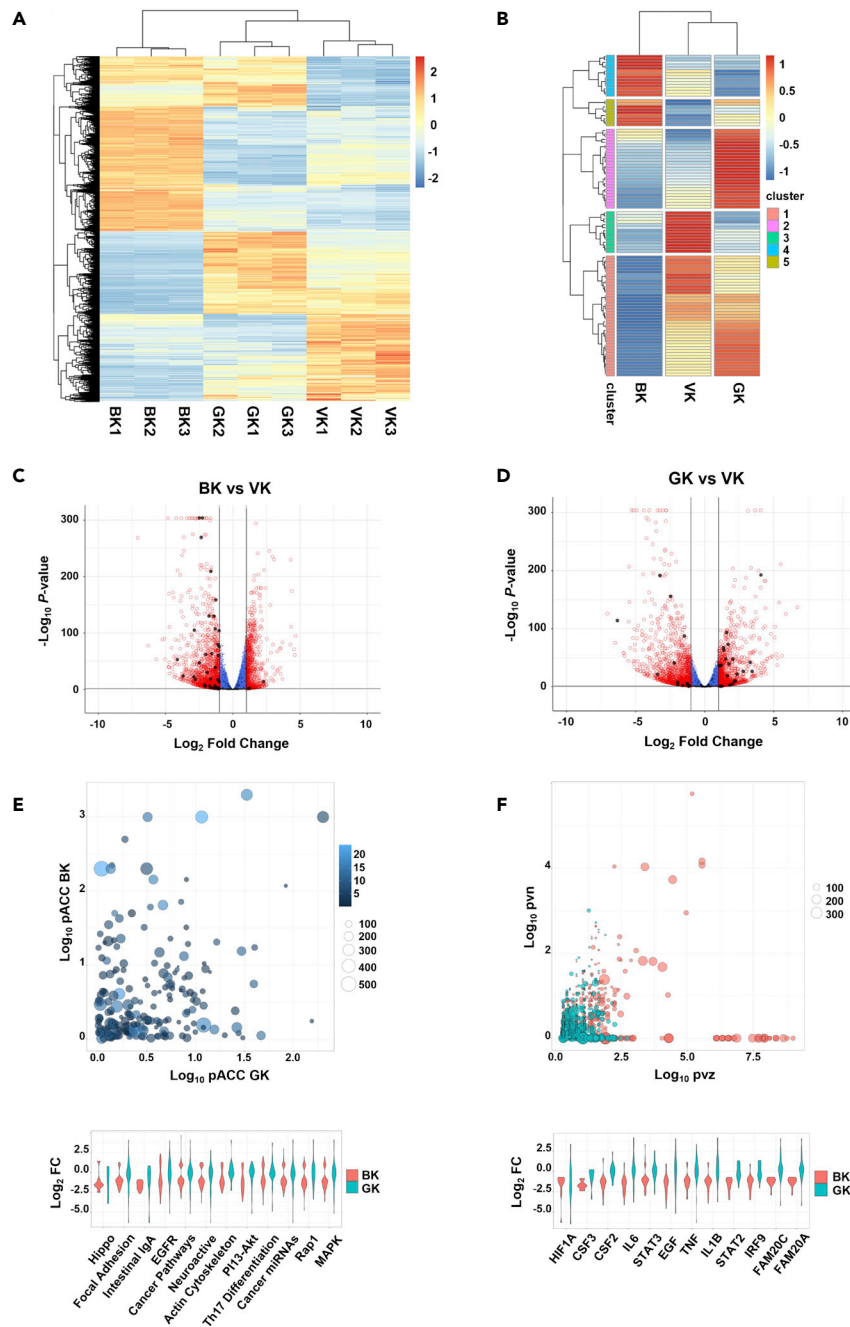 A
2
1
0
-1
-2
BK1
BK2
BK3
GK2
GK1
GK3
VK1
VK2
VK3
B
1
0.5
0
-0.5
-1
cluster
1
2
3
4
5
cluster
BK
VK
GK
C
BK vs VK
-Log10 P-value
300
200
100
0
-10
-5
0
5
10
Log2 Fold Change
D
GK vs VK
-Log10 P-value
300
200
100
0
-10
-5
0
5
10
Log2 Fold Change
E
Log10 pACC BK
3
2
1
0
0.0
0.5
1.0
1.5
2.0
Log10 pACC GK
20
15
10
5
100
200
300
400
500
F
Log10 pvn
4
2
0
0.0
2.5
5.0
7.5
Log10 pvz
100
200
300
Log2 FC
2.5
0.0
-2.5
-5.0
BK
GK
Hippo
Focal Adhesion
Intestinal IgA
EGFR
Cancer Pathways
Neuroactive
Actin Cytoskeleton
PI13-Akt
Th17 Differentiation
Cancer miRNAs
Rap1
MAPK
Log2 FC
2.5
0.0
-2.5
-5.0
BK
GK
HIF1A
CSF3
CSF2
IL6
STAT3
EGF
TNF
IL1B
STAT2
IRF9
FAM20C
FAM20A